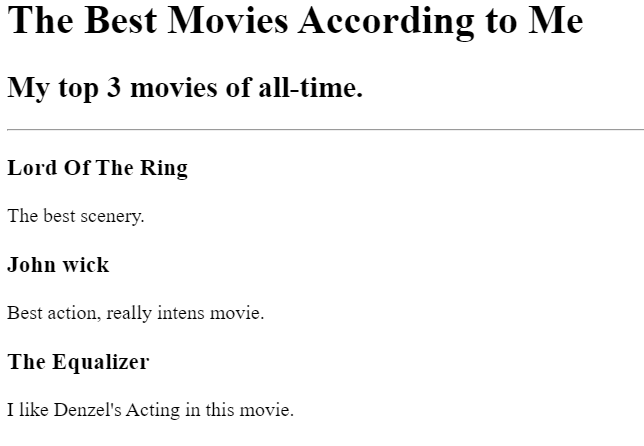 The Best Movies According to Me
My top 3 movies of all-time.
Lord Of The Ring
The best scenery.
John wick
Best action, really intens movie.
The Equalizer
I like Denzel's Acting in this movie.